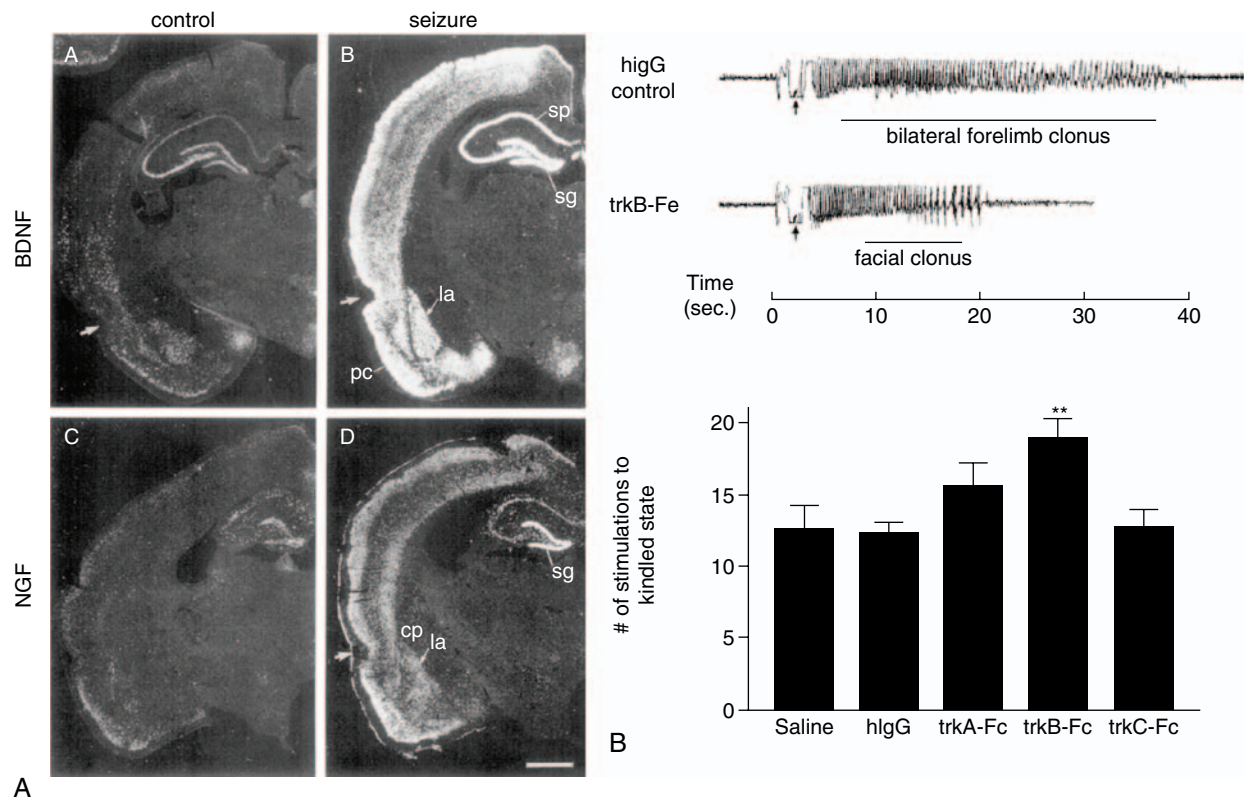 control
seizure
BDNF
NGF
A
B
sp
sg
la
pc
C
D
sg
cp
la
A
higG
control
bilateral forelimb clonus
trkB-Fe
facial clonus
Time
(sec.)
0 10 20 30 40
# of stimulations to
kindled state
20
15
10
5
0
**
Saline hIgG trkA-Fc trkB-Fc trkC-Fc
B